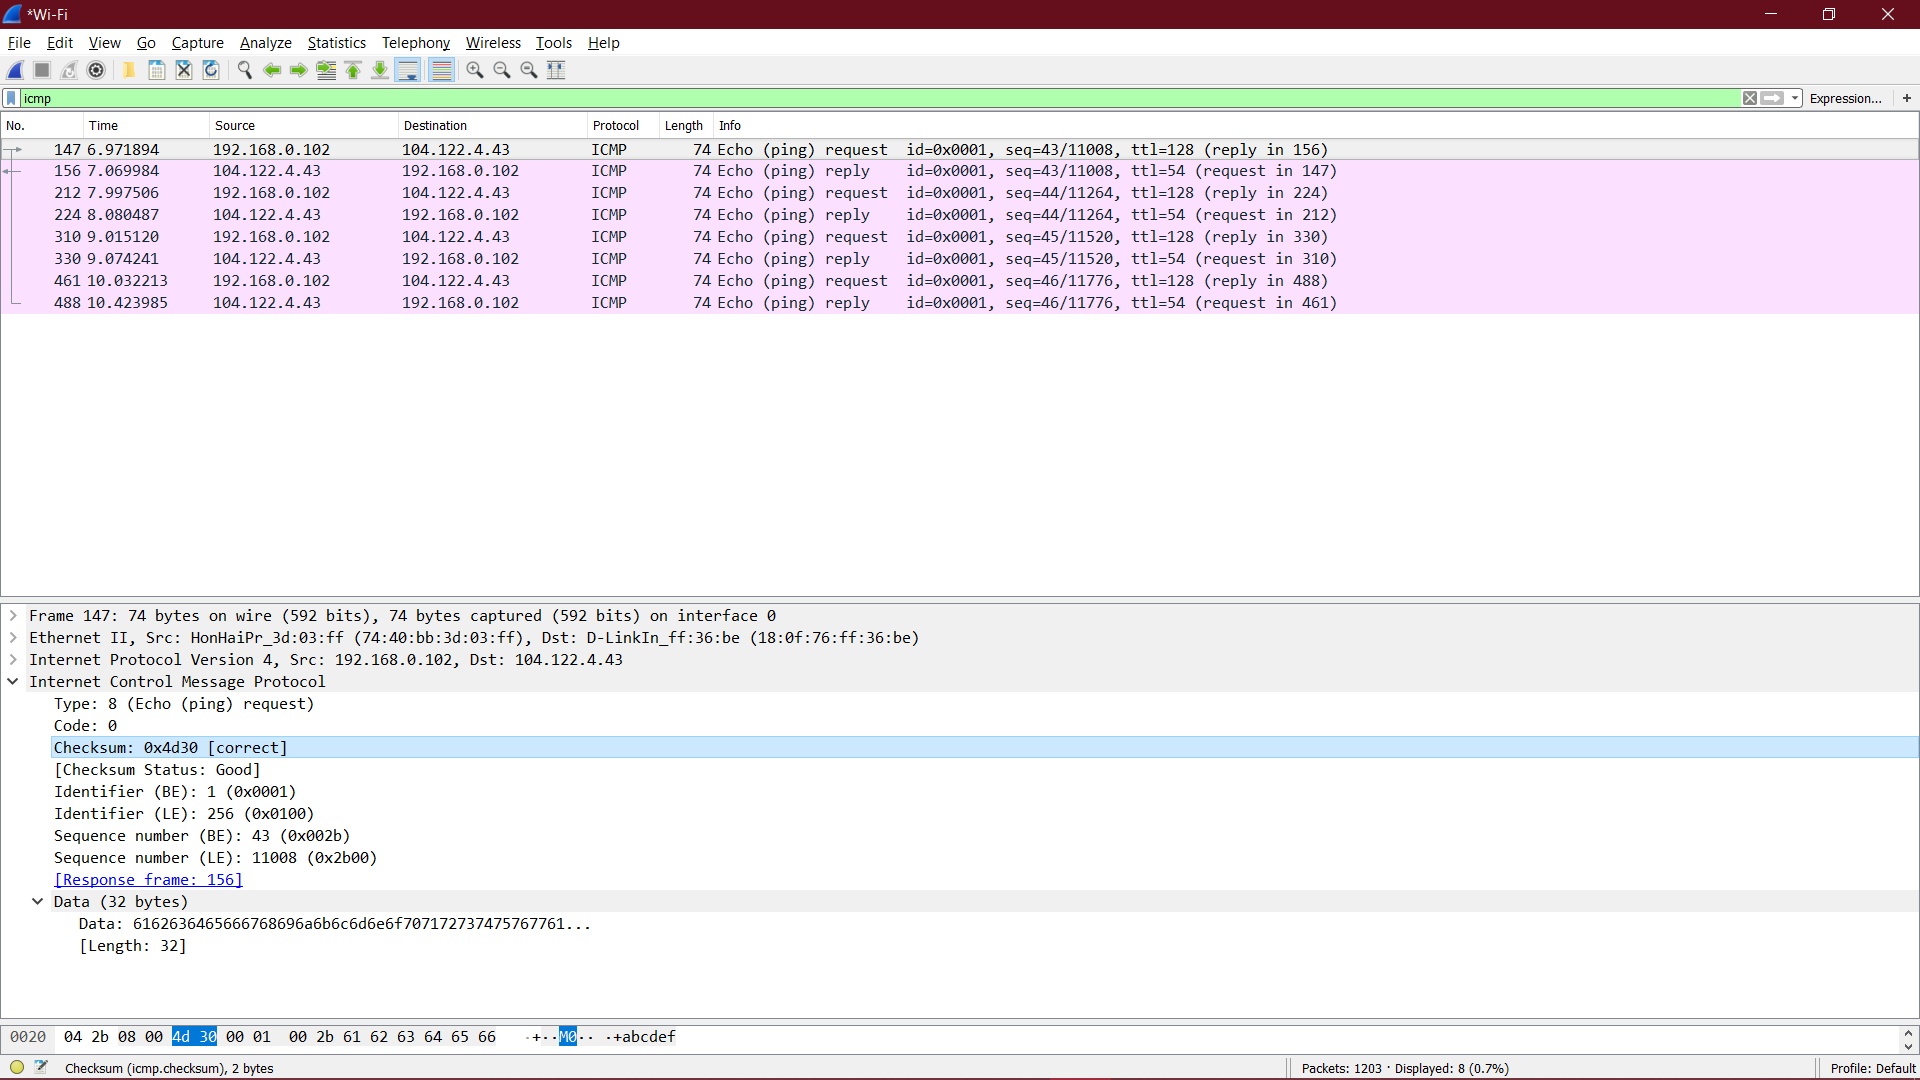 *Wi-Fi
File Edit View Go Capture Analyze Statistics Telephony Wireless Tools Help
icmp Expression... +
No. Time Source Destination Protocol Length Info
147 6.971894 192.168.0.102 104.122.4.43 ICMP 74 Echo (ping) request id=0x0001, seq=43/11008, ttl=128 (reply in 156)
156 7.069984 104.122.4.43 192.168.0.102 ICMP 74 Echo (ping) reply id=0x0001, seq=43/11008, ttl=54 (request in 147)
212 7.997506 192.168.0.102 104.122.4.43 ICMP 74 Echo (ping) request id=0x0001, seq=44/11264, ttl=128 (reply in 224)
224 8.080487 104.122.4.43 192.168.0.102 ICMP 74 Echo (ping) reply id=0x0001, seq=44/11264, ttl=54 (request in 212)
310 9.015120 192.168.0.102 104.122.4.43 ICMP 74 Echo (ping) request id=0x0001, seq=45/11520, ttl=128 (reply in 330)
330 9.074241 104.122.4.43 192.168.0.102 ICMP 74 Echo (ping) reply id=0x0001, seq=45/11520, ttl=54 (request in 310)
461 10.032213 192.168.0.102 104.122.4.43 ICMP 74 Echo (ping) request id=0x0001, seq=46/11776, ttl=128 (reply in 488)
488 10.423985 104.122.4.43 192.168.0.102 ICMP 74 Echo (ping) reply id=0x0001, seq=46/11776, ttl=54 (request in 461)
Frame 147: 74 bytes on wire (592 bits), 74 bytes captured (592 bits) on interface 0
Ethernet II, Src: HonHaiPr_3d:03:ff (74:40:bb:3d:03:ff), Dst: D-LinkIn_ff:36:be (18:0f:76:ff:36:be)
Internet Protocol Version 4, Src: 192.168.0.102, Dst: 104.122.4.43
Internet Control Message Protocol
Type: 8 (Echo (ping) request)
Code: 0
Checksum: 0x4d30 [correct]
[Checksum Status: Good]
Identifier (BE): 1 (0x0001)
Identifier (LE): 256 (0x0100)
Sequence number (BE): 43 (0x002b)
Sequence number (LE): 11008 (0x2b00)
[Response frame: 156]
Data (32 bytes)
Data: 6162636465666768696a6b6c6d6e6f707172737475767761...
[Length: 32]
0020 04 2b 08 00 4d 30 00 01 00 2b 61 62 63 64 65 66 ·+··M0·· ·+abcdef
Checksum (icmp.checksum), 2 bytes Packets: 1203 · Displayed: 8 (0.7%) Profile: Default